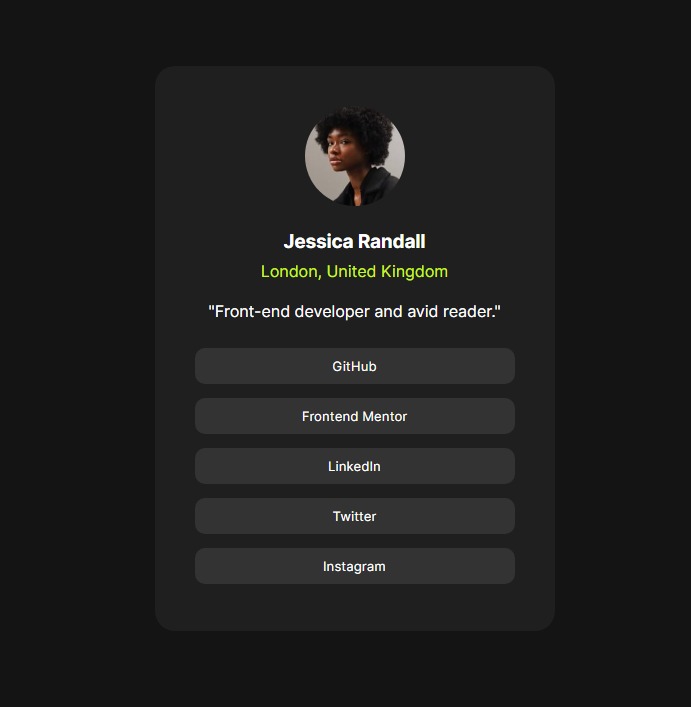 Jessica Randall
London, United Kingdom
"Front-end developer and avid reader."
GitHub
Frontend Mentor
LinkedIn
Twitter
Instagram